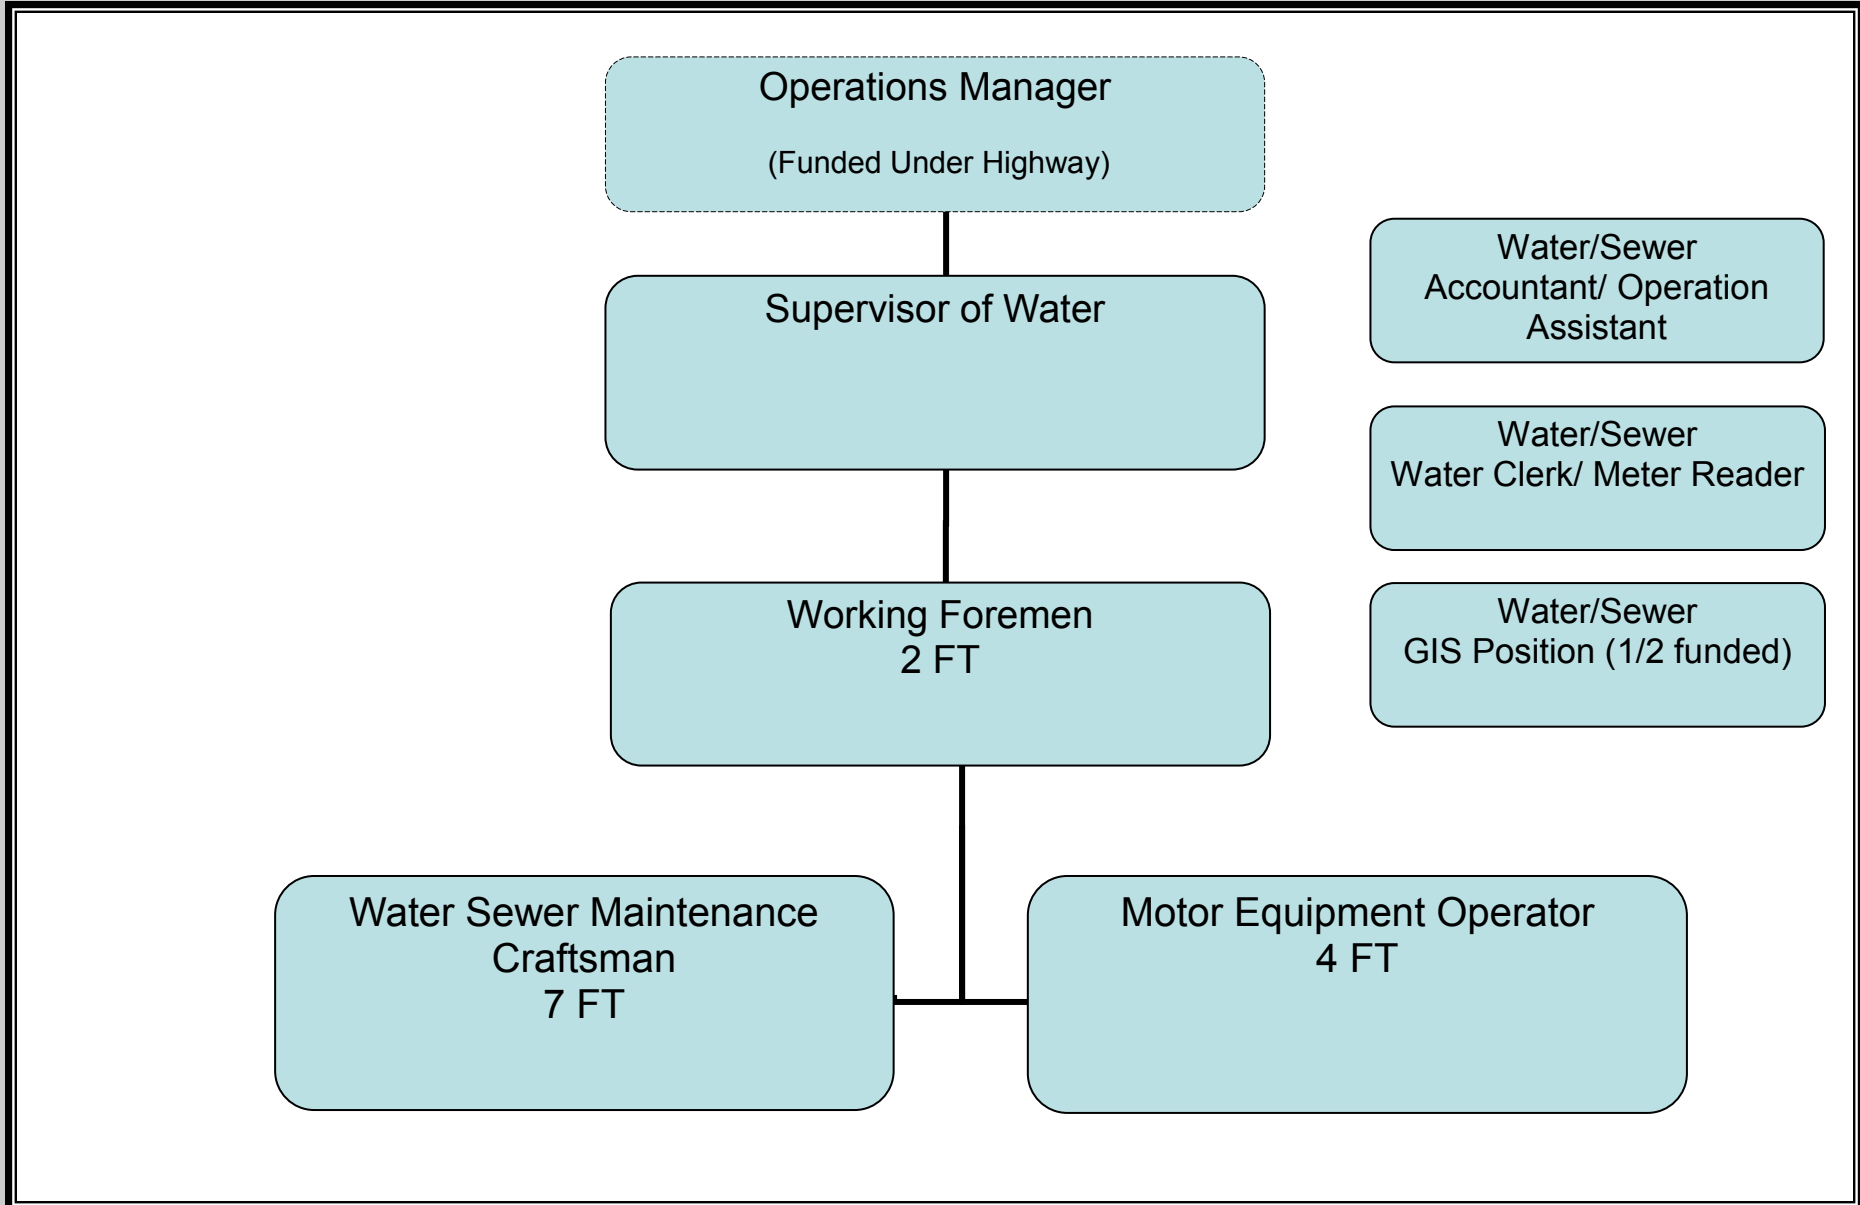 Operations Manager
(Funded Under Highway)
Supervisor of Water
Water/Sewer
Accountant/ Operation
Assistant
Water/Sewer
Water Clerk/ Meter Reader
Working Foremen
2 FT
Water/Sewer
GIS Position (1/2 funded)
Water Sewer Maintenance
Craftsman
7 FT
Motor Equipment Operator
4 FT